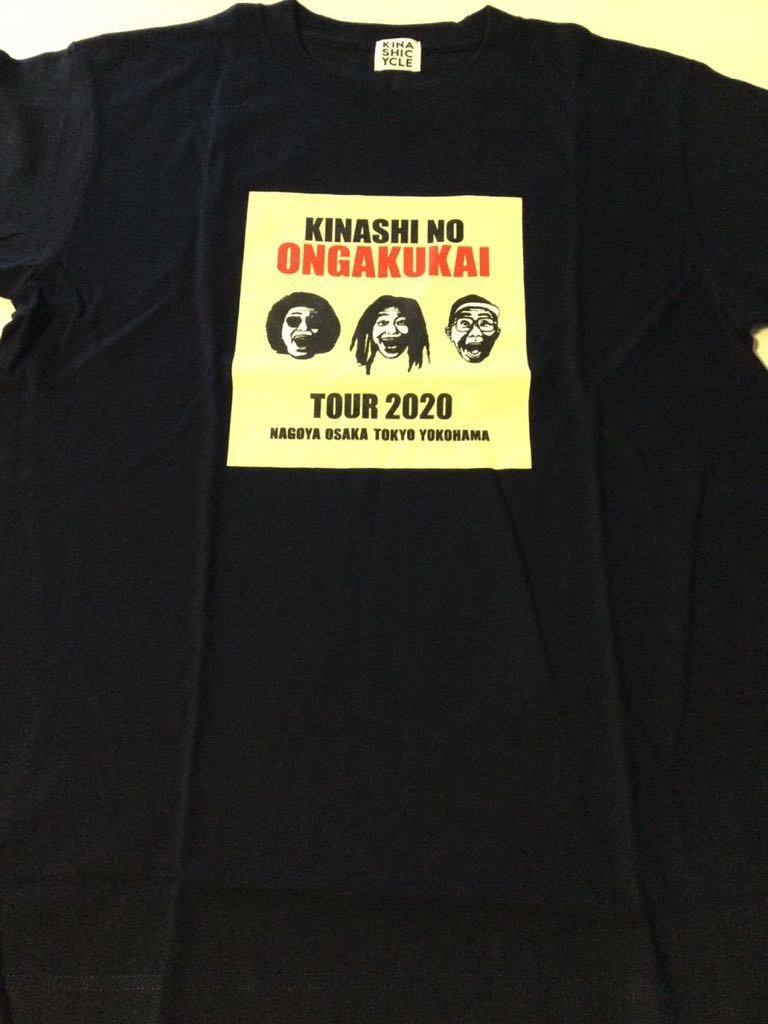 KINA
SHIC
YCLE
KINASHI NO
ONGAKUKAI
TOUR 2020
NAGOYA OSAKA TOKYO YOKOHAMA